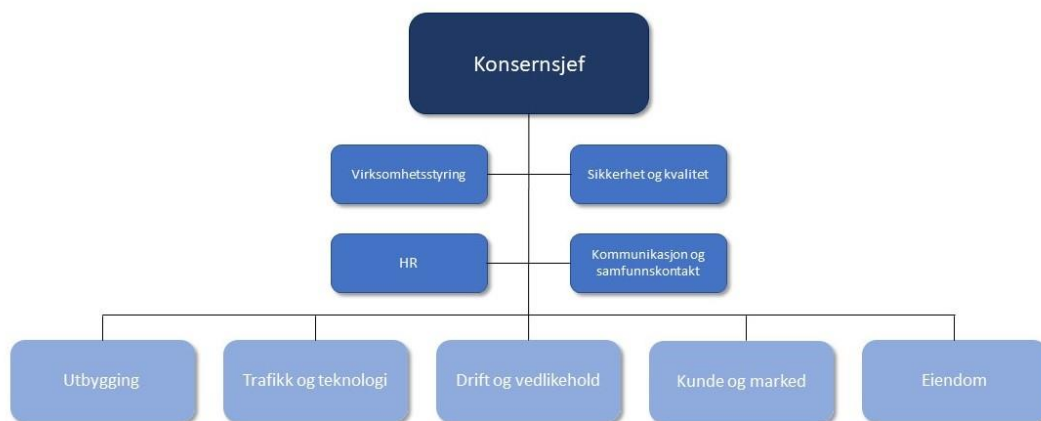 Konsernsjef
Virksomhetsstyring
Sikkerhet og kvalitet
HR
Kommunikasjon og
samfunnskontakt
Utbygging
Trafikk og teknologi
Drift og vedlikehold
Kunde og marked
Eiendom